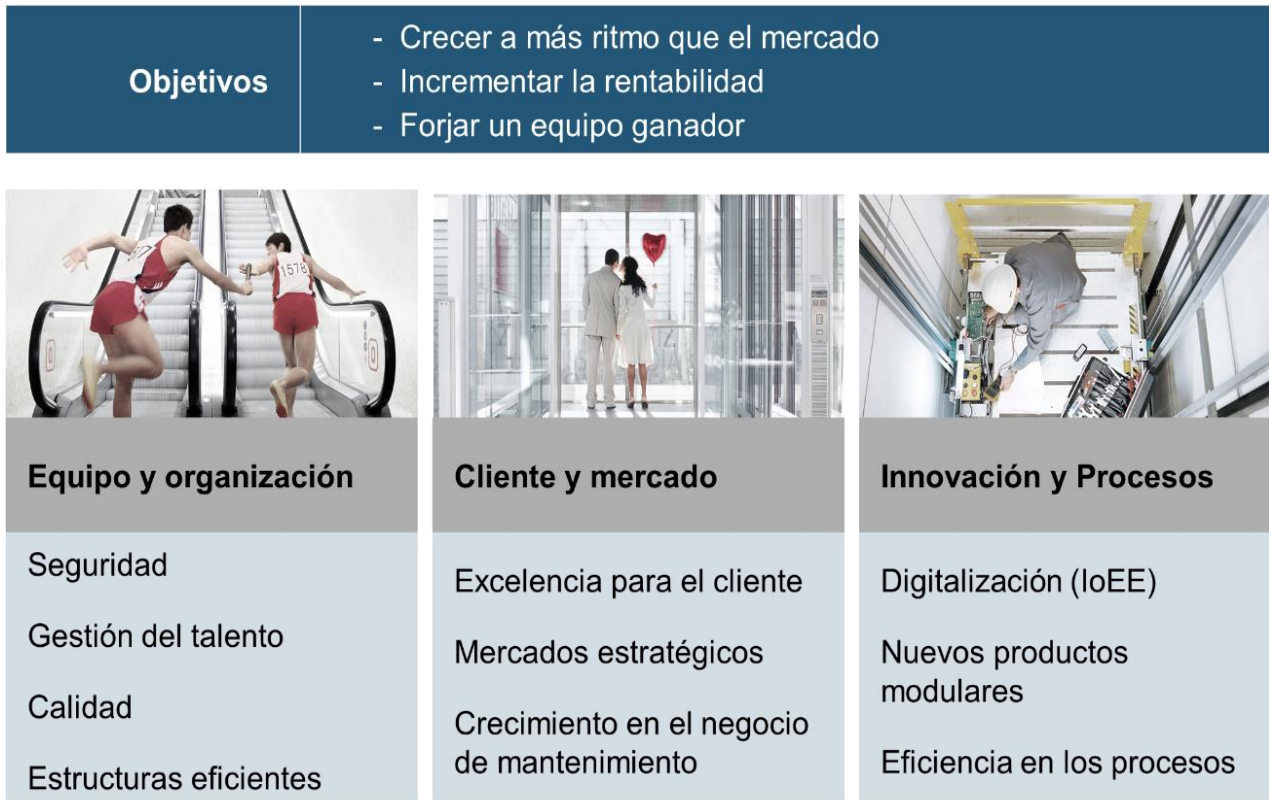 Objetivos
- Crecer a más ritmo que el mercado
- Incrementar la rentabilidad
- Forjar un equipo ganador
1578
Equipo y organización
Seguridad
Gestión del talento
Calidad
Estructuras eficientes
Cliente y mercado
Excelencia para el cliente
Mercados estratégicos
Crecimiento en el negocio
de mantenimiento
Innovación y Procesos
Digitalización (IoEE)
Nuevos productos
modulares
Eficiencia en los procesos